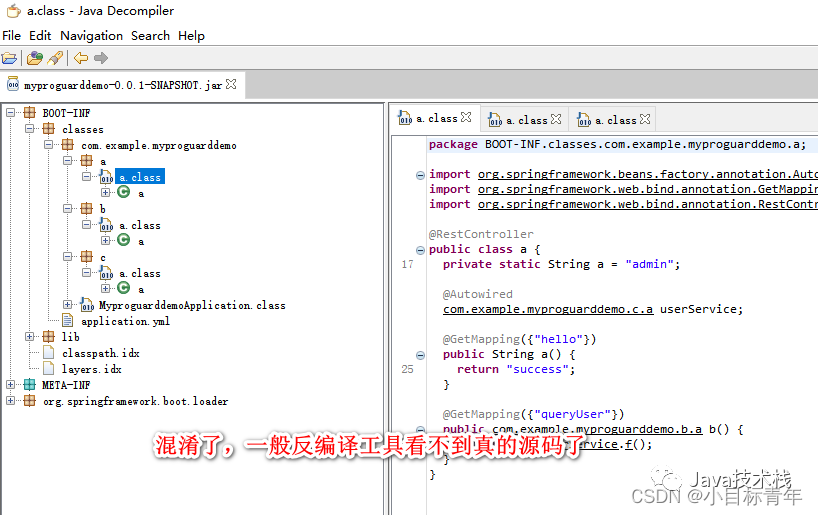 a.class - Java Decompiler
File Edit Navigation Search Help
myproguarddemo-0.0.1-SNAPSHOT.jar
BOOT-INF
classes
com.example.myproguarddemo
a
a.class
a
b
a.class
a
c
a.class
a
MyproguarddemoApplication.class
application.yml
lib
classpath.idx
layers.idx
META-INF
org.springframework.boot.loader
a.class a.class a.class
package BOOT-INF.classes.com.example.myproguarddemo.a;
import org.springframework.beans.factory.annotation.Auto
import org.springframework.web.bind.annotation.GetMappin
import org.springframework.web.bind.annotation.RestContr
@RestController
public class a {
17 private static String a = "admin";
@Autowired
com.example.myproguarddemo.c.a userService;
@GetMapping({"hello"})
public String a() {
25 return "success";
}
@GetMapping({"queryUser"})
public com.example.myproguarddemo.b.a b() {
service.f();
}
}
混淆了，一般反编译工具看不到真的源码了
Java技术栈
CSDN @小目标青年